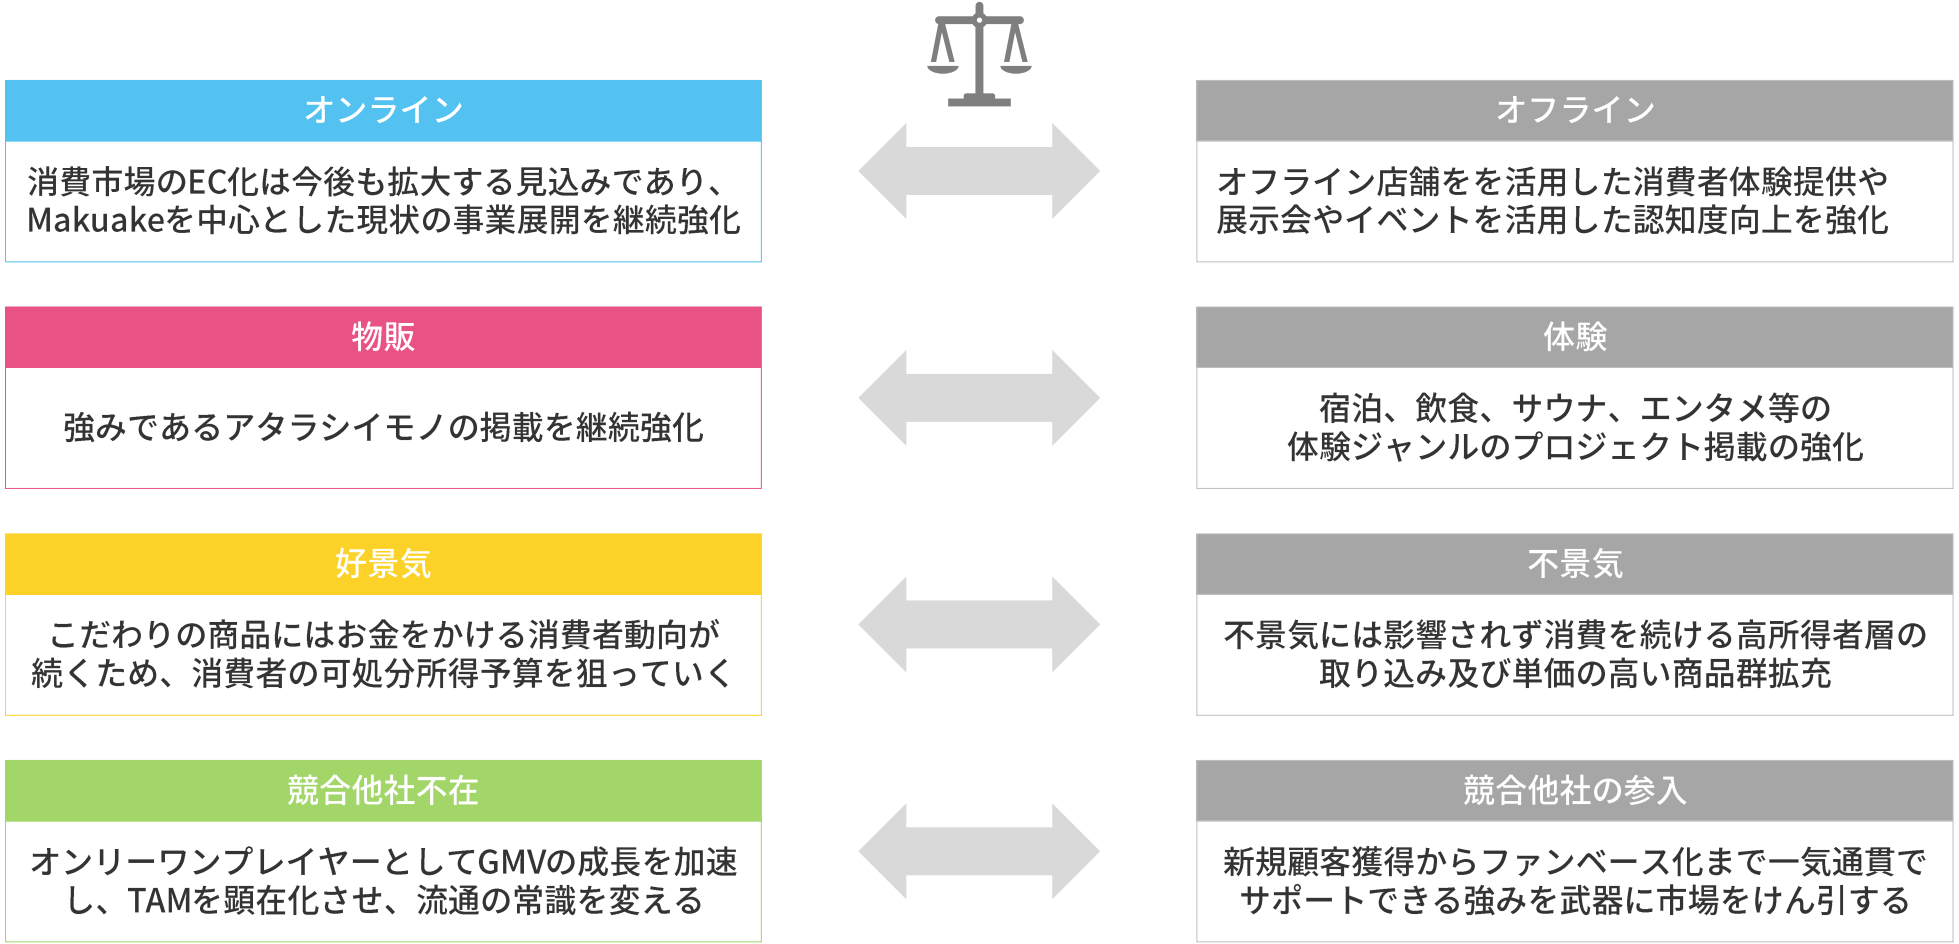 オンライン
消費市場のEC化は今後も拡大する見込みであり、
Makuakeを中心とした現状の事業展開を継続強化
オフライン
オフライン店舗をを活用した消費者体験提供や
展示会やイベントを活用した認知度向上を強化
物販
強みであるアタラシイモノの掲載を継続強化
体験
宿泊、飲食、サウナ、エンタメ等の
体験ジャンルのプロジェクト掲載の強化
好景気
こだわりの商品にはお金をかける消費者動向が
続くため、消費者の可処分所得予算を狙っていく
不景気
不景気には影響されず消費を続ける高所得者層の
取り込み及び単価の高い商品群拡充
競合他社不在
オンリーワンプレイヤーとしてGMVの成長を加速
し、TAMを顕在化させ、流通の常識を変える
競合他社の参入
新規顧客獲得からファンベース化まで一気通貫で
サポートできる強みを武器に市場をけん引する